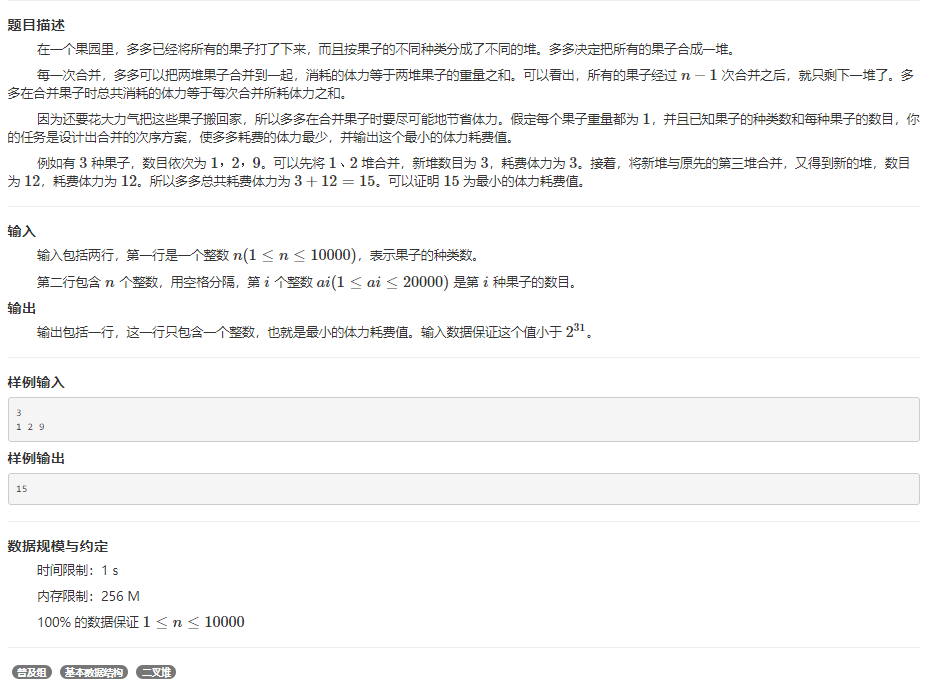 题目描述
在一个果园里，多多已经将所有的果子打了下来，而且按果子的不同种类分成了不同的堆。多多决定把所有的果子合成一堆。
每一次合并，多多可以把两堆果子合并到一起，消耗的体力等于两堆果子的重量之和。可以看出，所有的果子经过 n − 1 次合并之后，就只剩下一堆了。多
多在合并果子时总共消耗的体力等于每次合并所耗体力之和。
因为还要花大力气把这些果子搬回家，所以多多在合并果子时要尽可能地节省体力。假定每个果子重量都为 1，并且已知果子的种类数和每种果子的数目，你
的任务是设计出合并的次序方案，使多多耗费的体力最少，并输出这个最小的体力耗费值。
例如有 3 种果子，数目依次为 1，2，9。可以先将 1、2 堆合并，新堆数目为 3，耗费体力为 3。接着，将新堆与原先的第三堆合并，又得到新的堆，数目
为 12，耗费体力为 12。所以多多总共耗费体力为 3 + 12 = 15。可以证明 15 为最小的体力耗费值。
输入
输入包括两行，第一行是一个整数 n(1 ≤ n ≤ 10000)，表示果子的种类数。
第二行包含 n 个整数，用空格分隔，第 i 个整数 ai(1 ≤ ai ≤ 20000) 是第 i 种果子的数目。
输出
输出包括一行，这一行只包含一个整数，也就是最小的体力耗费值。输入数据保证这个值小于 2³¹。
样例输入
3
1 2 9
样例输出
15
数据规模与约定
时间限制：1 s
内存限制：256 M
100% 的数据保证 1 ≤ n ≤ 10000
普及组 基本数据结构 二叉堆